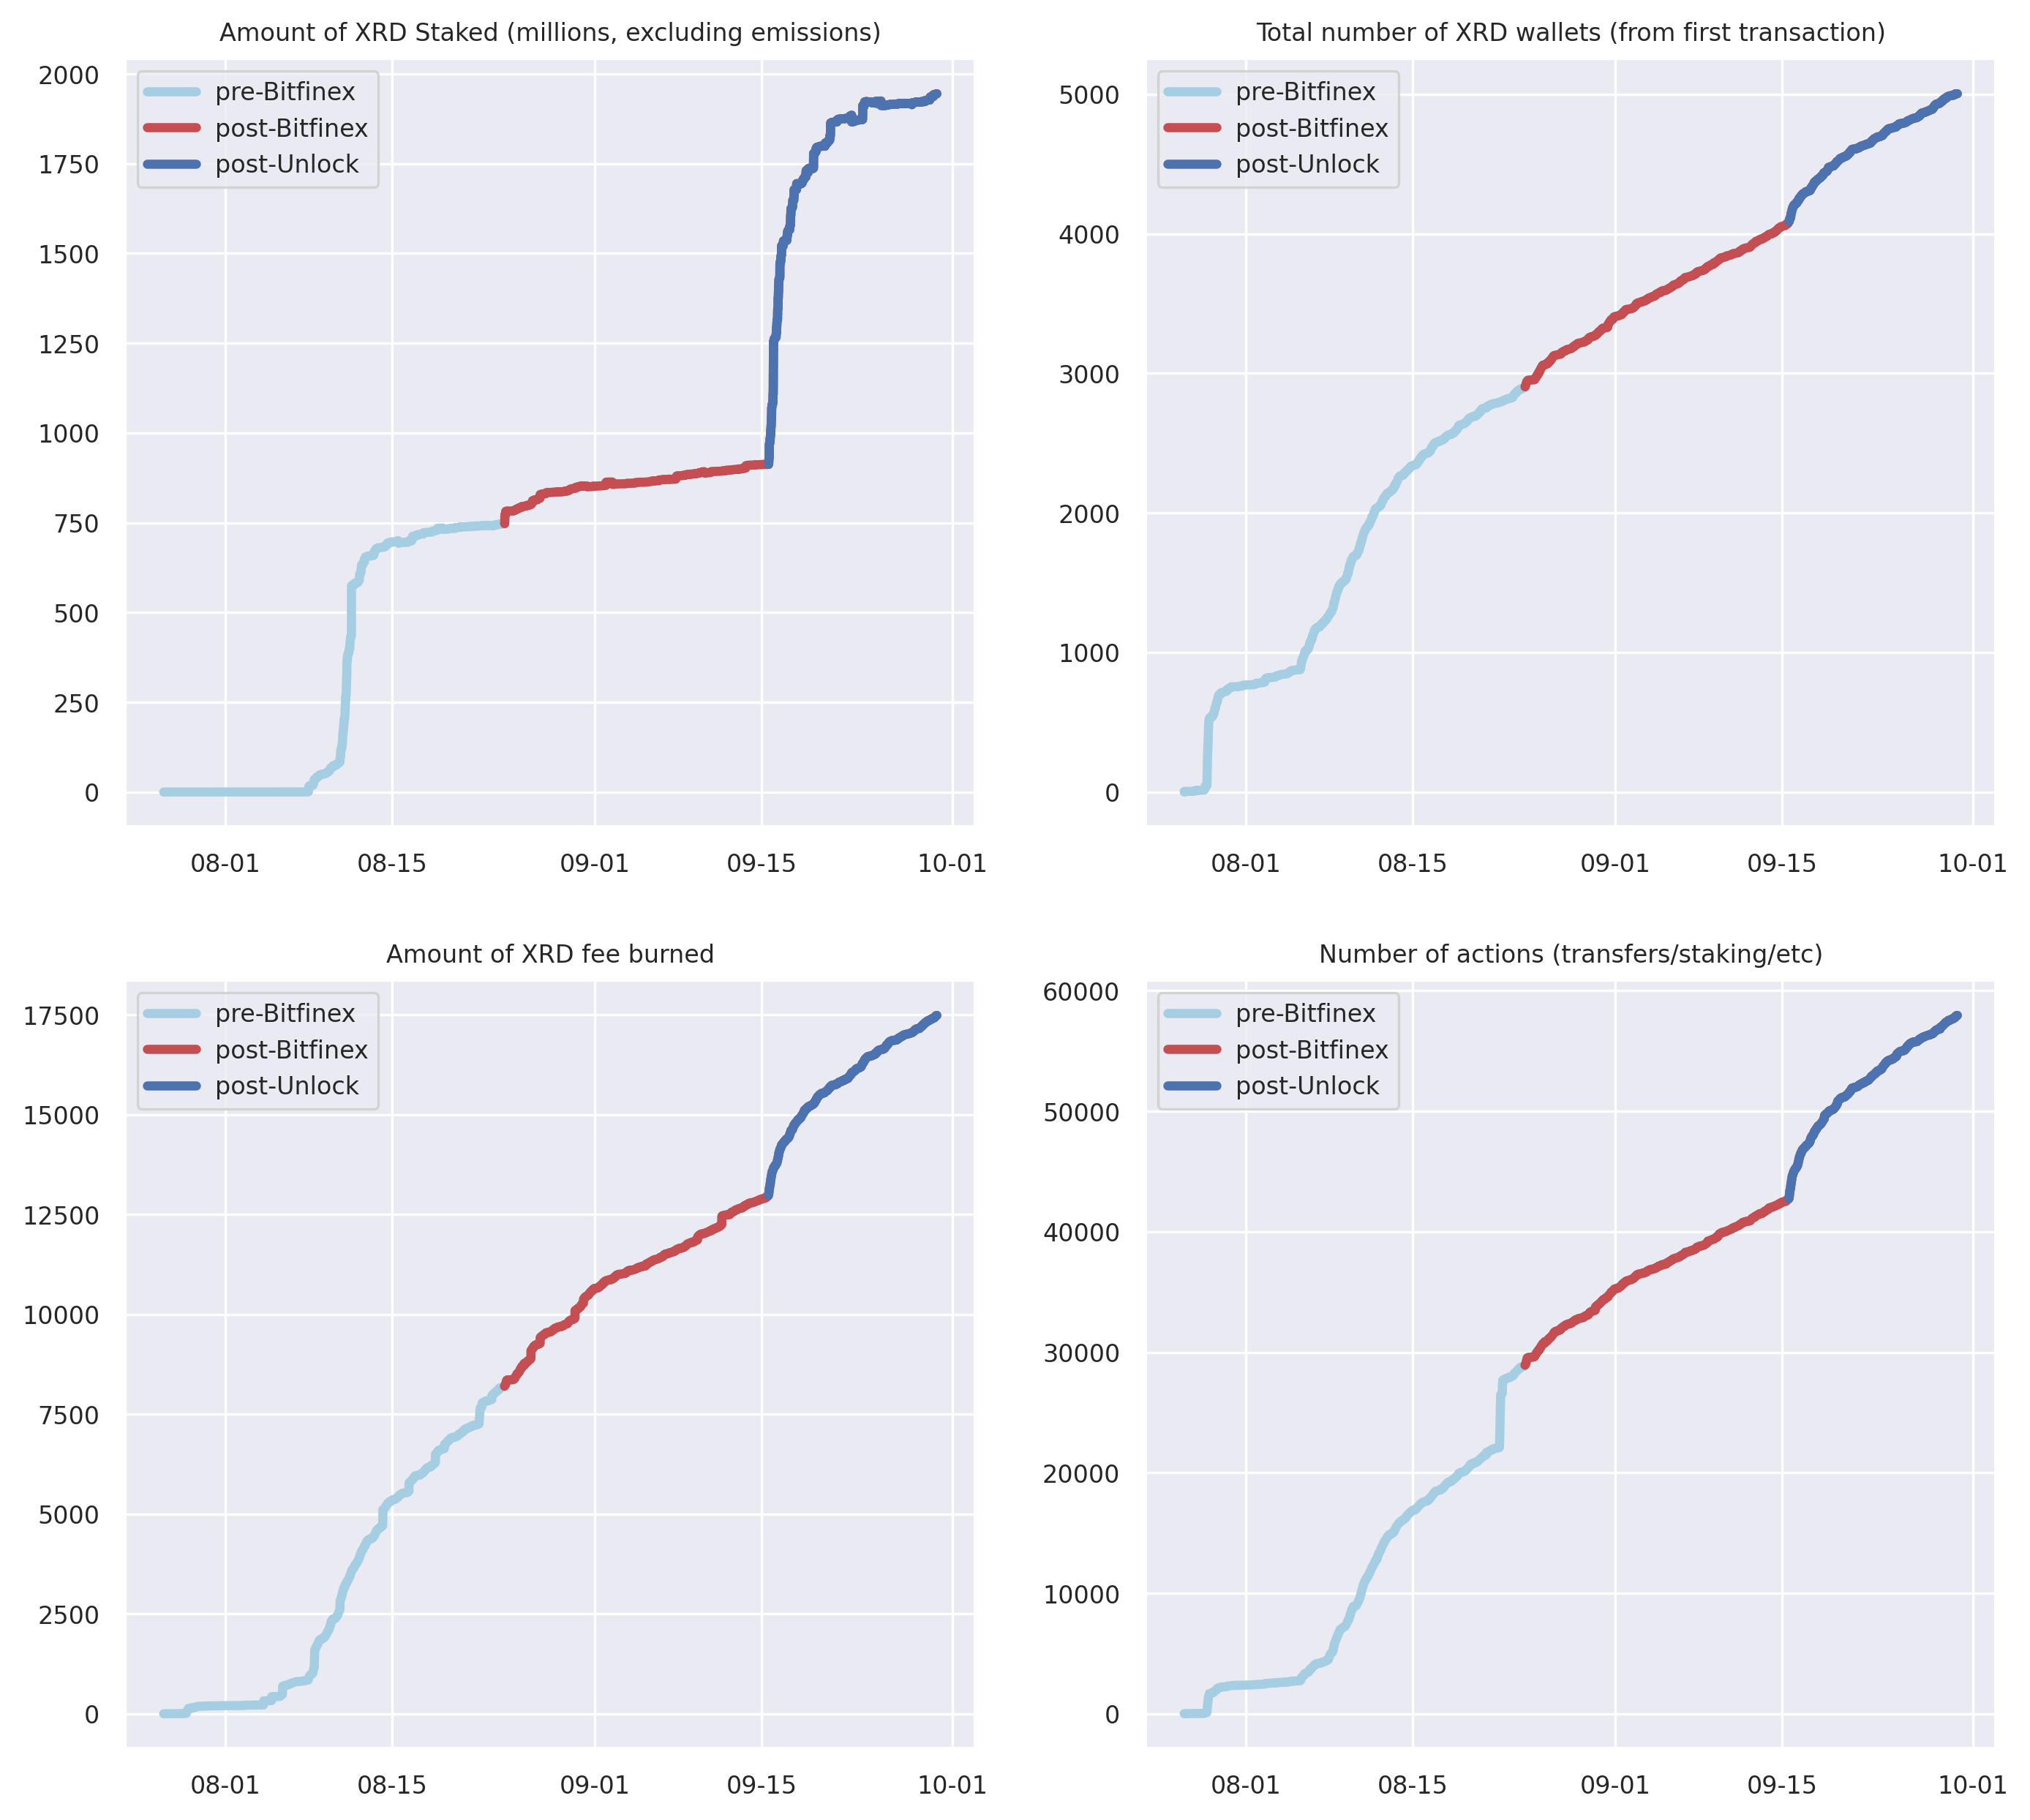 Amount of XRD Staked (millions, excluding emissions)
2000
1750
1500
1250
1000
750
500
250
0
pre-Bitfinex
post-Bitfinex
post-Unlock
08-01 08-15 09-01 09-15 10-01
Total number of XRD wallets (from first transaction)
5000
4000
3000
2000
1000
0
pre-Bitfinex
post-Bitfinex
post-Unlock
08-01 08-15 09-01 09-15 10-01
Amount of XRD fee burned
17500
15000
12500
10000
7500
5000
2500
0
pre-Bitfinex
post-Bitfinex
post-Unlock
08-01 08-15 09-01 09-15 10-01
Number of actions (transfers/staking/etc)
60000
50000
40000
30000
20000
10000
0
pre-Bitfinex
post-Bitfinex
post-Unlock
08-01 08-15 09-01 09-15 10-01